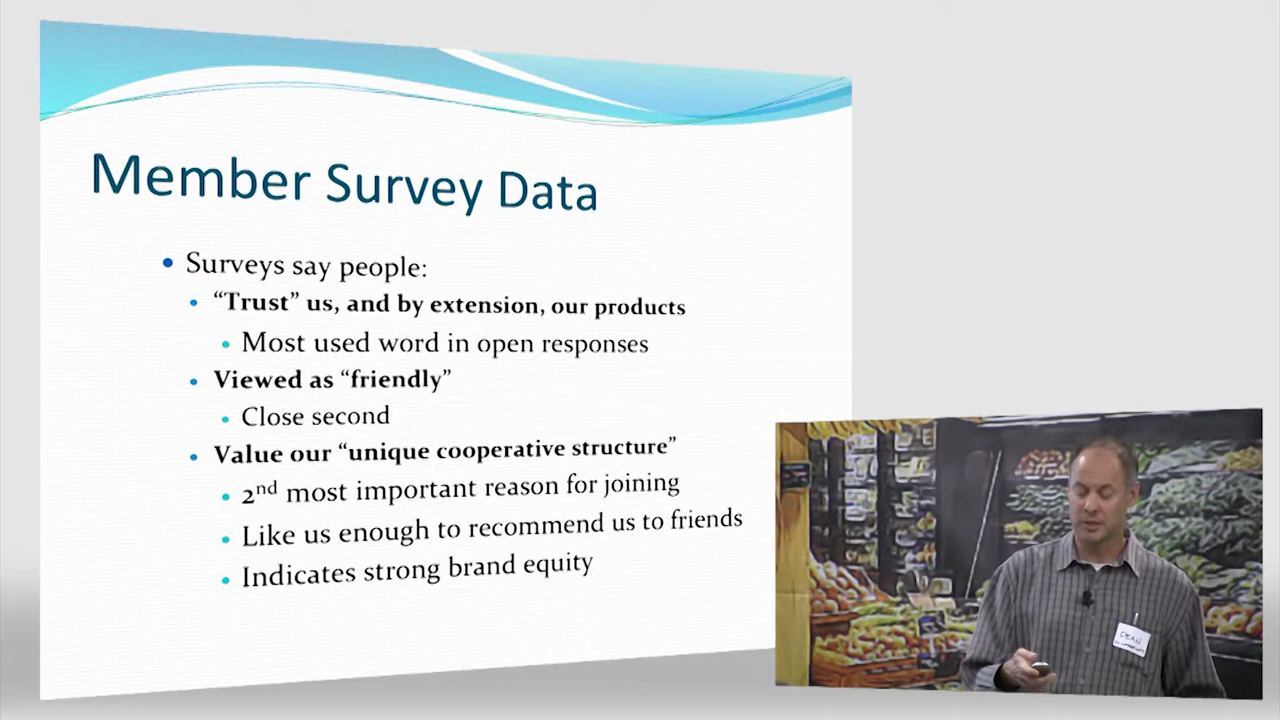 Member Survey Data
• Surveys say people:
• “Trust” us, and by extension, our products
• Most used word in open responses
• Viewed as “friendly”
• Close second
• Value our “unique cooperative structure”
• 2nd most important reason for joining
• Like us enough to recommend us to friends
• Indicates strong brand equity
DEAN